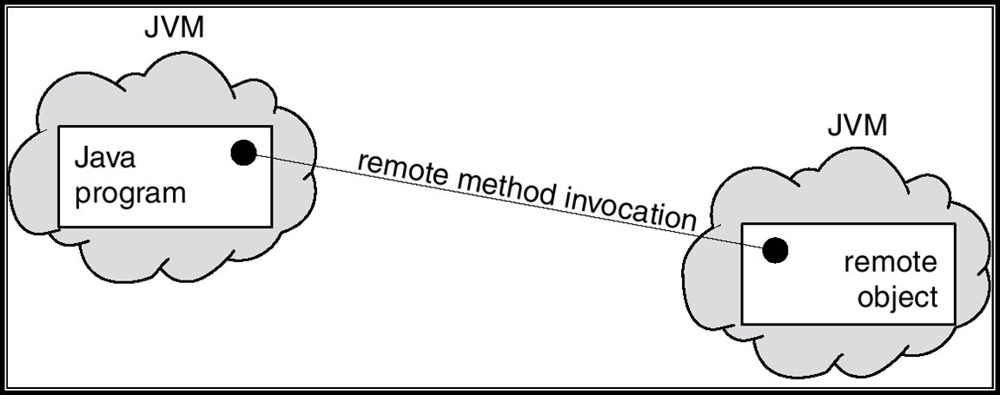 JVM
Java
program
remote method invocation
JVM
remote
object